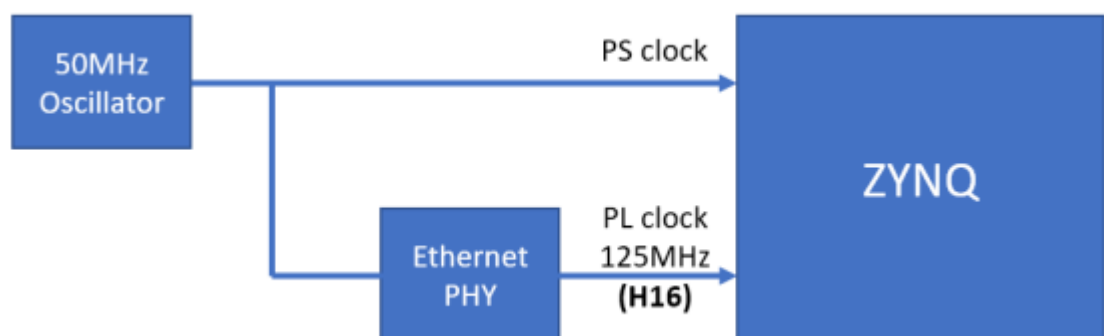 50MHz
Oscillator
PS clock
ZYNQ
Ethernet
PHY
PL clock
125MHz
(H16)